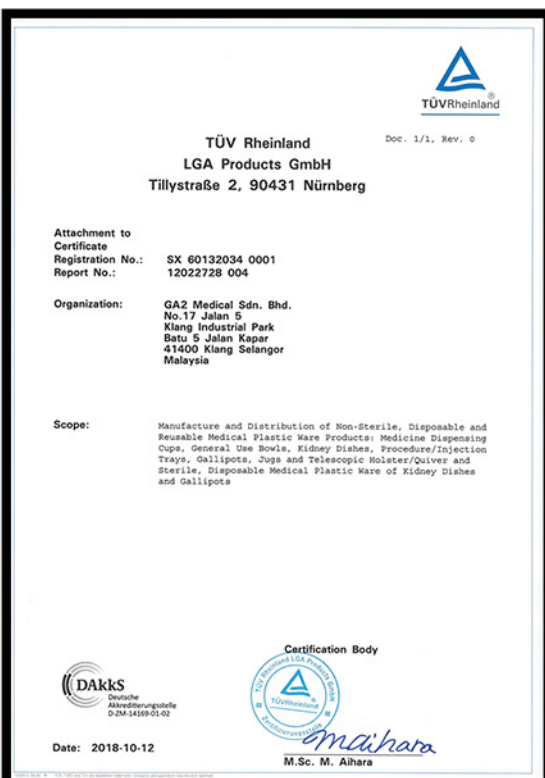 TÜVRheinland®
Doc. 1/1, Rev. 0
TÜV Rheinland
LGA Products GmbH
Tillystraße 2, 90431 Nürnberg
Attachment to
Certificate
Registration No.: SX 60132034 0001
Report No.: 12022728 004
Organization: GA2 Medical Sdn. Bhd.
No.17 Jalan 5
Klang Industrial Park
Batu 5 Jalan Kapar
41400 Klang Selangor
Malaysia
Scope: Manufacture and Distribution of Non-Sterile, Disposable and
Reusable Medical Plastic Ware Products: Medicine Dispensing
Cups, General Use Bowls, Kidney Dishes, Procedure/Injection
Trays, Gallipots, Jugs and Telescopic Holster/Quiver and
Sterile, Disposable Medical Plastic Ware of Kidney Dishes
and Gallipots
Certification Body
TÜV Rheinland LGA Products GmbH
TÜVRheinland
Zertifizierungsstelle
DAkkS
Deutsche
Akkreditierungsstelle
D-ZM-14169-01-02
maihara
Date: 2018-10-12
M.Sc. M. Aihara